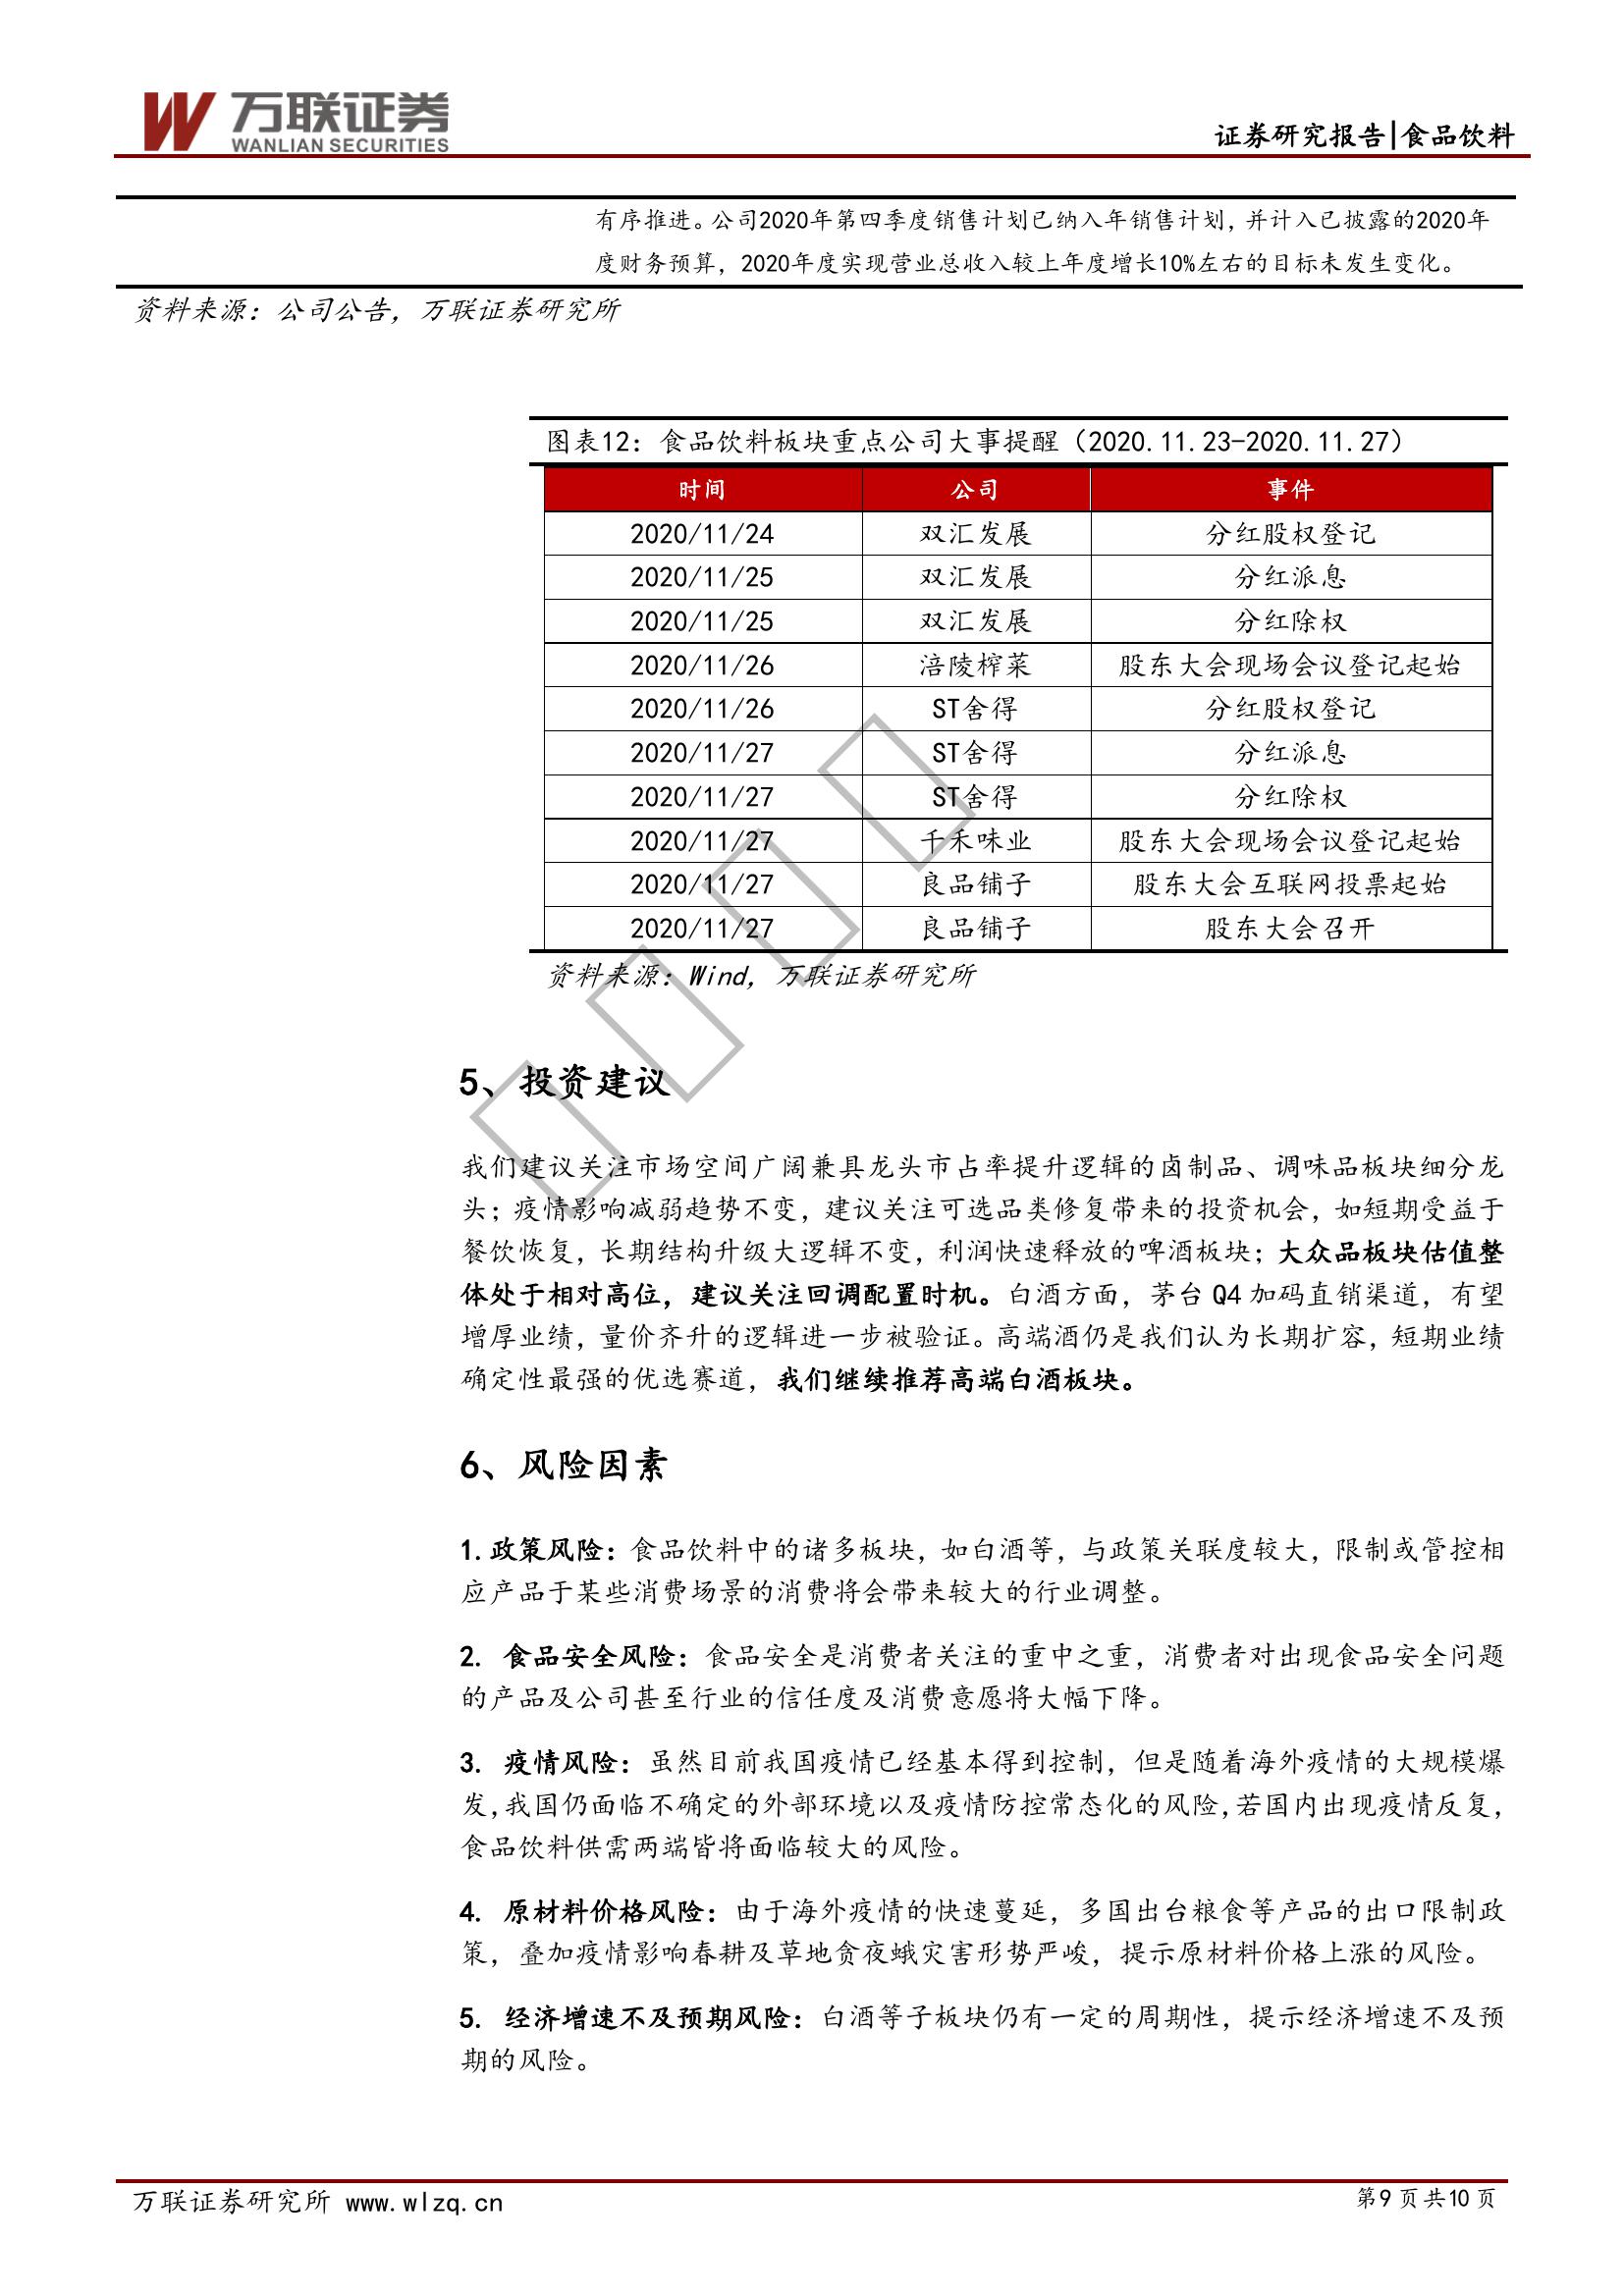 万联证券
WANLIAN SECURITIES
证券研究报告|食品饮料
有序推进。公司2020年第四季度销售计划已纳入年销售计划，并计入已披露的2020年
度财务预算，2020年度实现营业总收入较上年度增长10%左右的目标未发生变化。
资料来源：公司公告，万联证券研究所
图表12：食品饮料板块重点公司大事提醒（2020.11.23-2020.11.27）
时间 公司 事件
2020/11/24 双汇发展 分红股权登记
2020/11/25 双汇发展 分红派息
2020/11/25 双汇发展 分红除权
2020/11/26 涪陵榨菜 股东大会现场会议登记起始
2020/11/26 ST舍得 分红股权登记
2020/11/27 ST舍得 分红派息
2020/11/27 ST舍得 分红除权
2020/11/27 千禾味业 股东大会现场会议登记起始
2020/11/27 良品铺子 股东大会互联网投票起始
2020/11/27 良品铺子 股东大会召开
资料来源：Wind，万联证券研究所
5、投资建议
我们建议关注市场空间广阔兼具龙头市占率提升逻辑的卤制品、调味品板块细分龙
头；疫情影响减弱趋势不变，建议关注可选品类修复带来的投资机会，如短期受益于
餐饮恢复，长期结构升级大逻辑不变，利润快速释放的啤酒板块；大众品板块估值整
体处于相对高位，建议关注回调配置时机。白酒方面，茅台 Q4 加码直销渠道，有望
增厚业绩，量价齐升的逻辑进一步被验证。高端酒仍是我们认为长期扩容，短期业绩
确定性最强的优选赛道，我们继续推荐高端白酒板块。
6、风险因素
1.政策风险：食品饮料中的诸多板块，如白酒等，与政策关联度较大，限制或管控相
应产品于某些消费场景的消费将会带来较大的行业调整。
2. 食品安全风险：食品安全是消费者关注的重中之重，消费者对出现食品安全问题
的产品及公司甚至行业的信任度及消费意愿将大幅下降。
3. 疫情风险：虽然目前我国疫情已经基本得到控制，但是随着海外疫情的大规模爆
发，我国仍面临不确定的外部环境以及疫情防控常态化的风险，若国内出现疫情反复，
食品饮料供需两端皆将面临较大的风险。
4. 原材料价格风险：由于海外疫情的快速蔓延，多国出台粮食等产品的出口限制政
策，叠加疫情影响春耕及草地贪夜蛾灾害形势严峻，提示原材料价格上涨的风险。
5. 经济增速不及预期风险：白酒等子板块仍有一定的周期性，提示经济增速不及预
期的风险。
万联证券研究所 www.wlzq.cn
第9页共10页